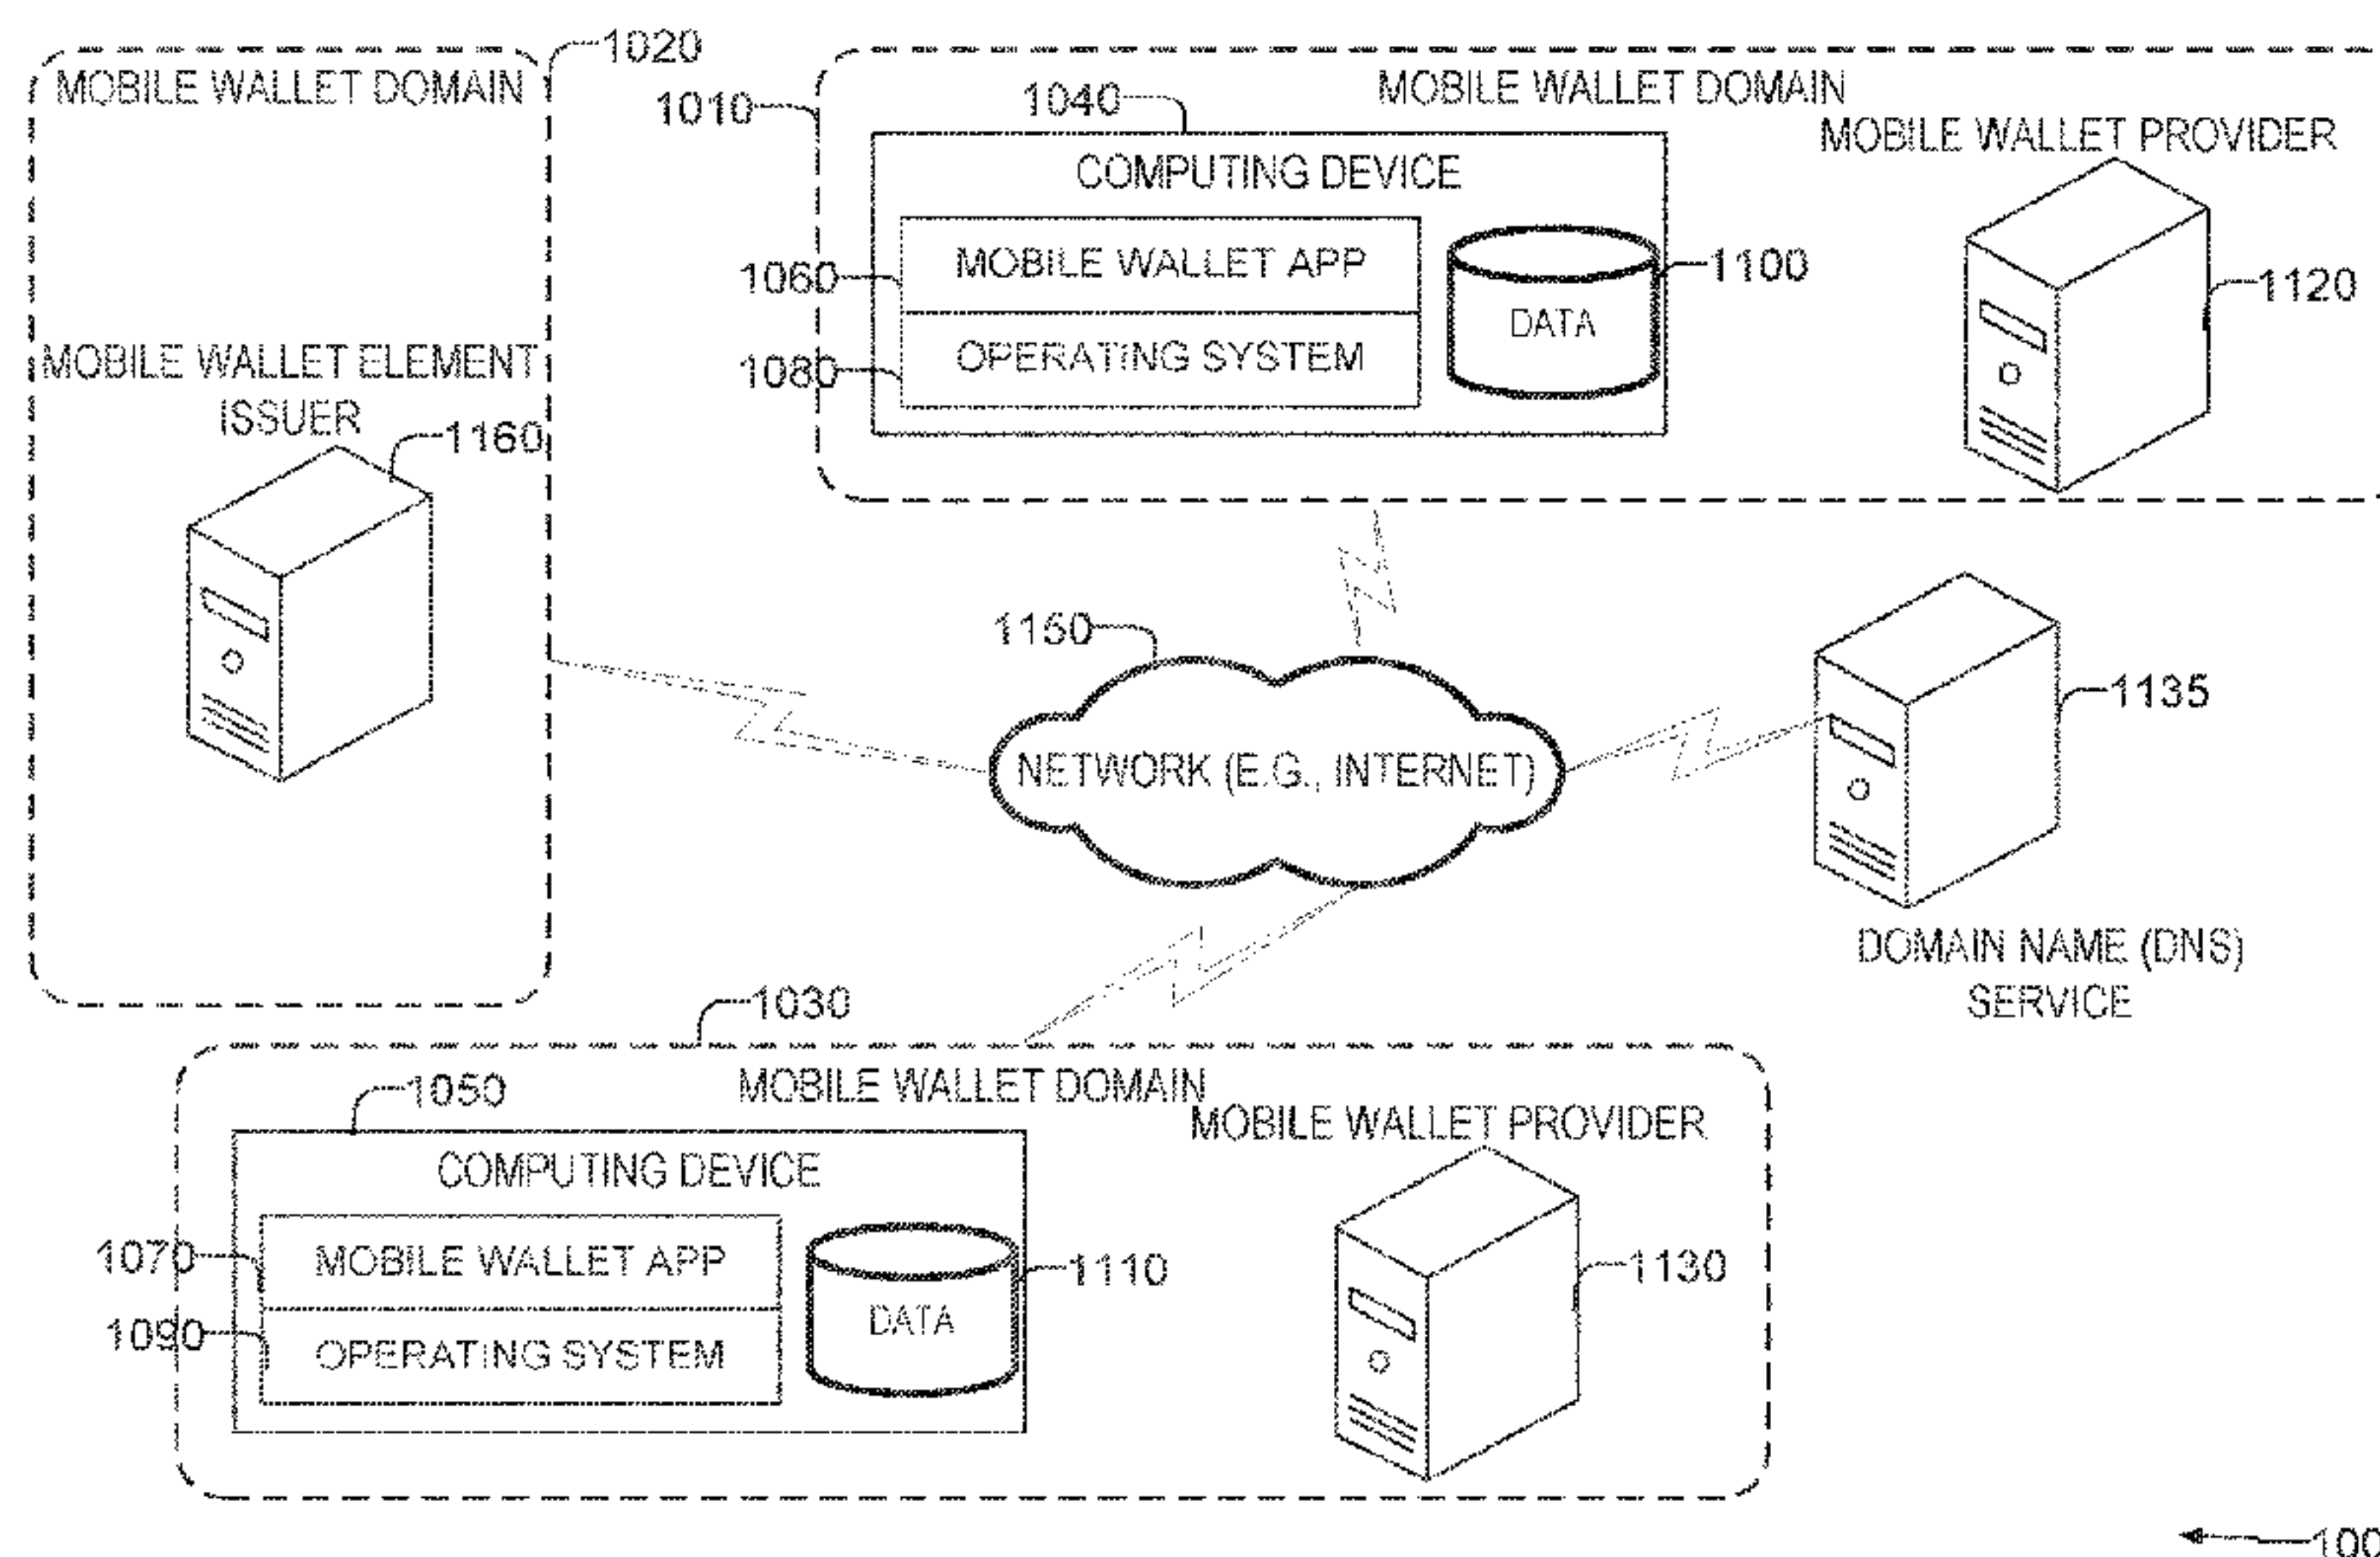 1020
MOBILE WALLET DOMAIN
1010
1040
MOBILE WALLET DOMAIN
MOBILE WALLET PROVIDER
COMPUTING DEVICE
1060
MOBILE WALLET APP
1100
1120
DATA
1080
OPERATING SYSTEM
MOBILE WALLET ELEMENT
ISSUER
1160
1150
1135
NETWORK (E.G., INTERNET)
DOMAIN NAME (DNS)
SERVICE
1030
1050
MOBILE WALLET DOMAIN
MOBILE WALLET PROVIDER
COMPUTING DEVICE
1070
MOBILE WALLET APP
1110
1130
DATA
1090
OPERATING SYSTEM
100